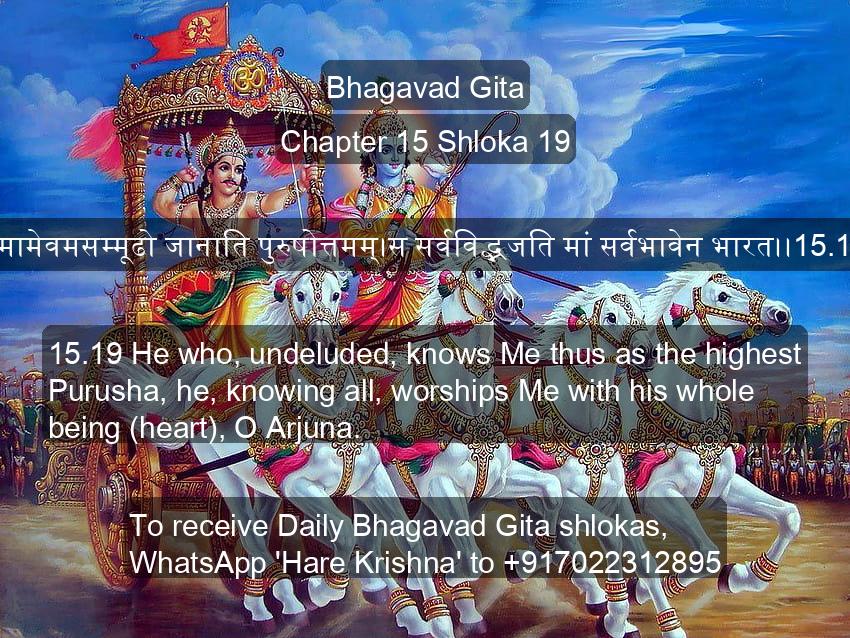 Bhagavad Gita
Chapter 15 Shloka 19
मामेवमसम्मूढो जानाति पुरुषोत्तमम्।स सर्वविद्भजति मां सर्वभावेन भारत।।15.1
15.19 He who, undeluded, knows Me thus as the highest
Purusha, he, knowing all, worships Me with his whole
being (heart), O Arjuna.
To receive Daily Bhagavad Gita shlokas,
WhatsApp 'Hare Krishna' to +917022312895